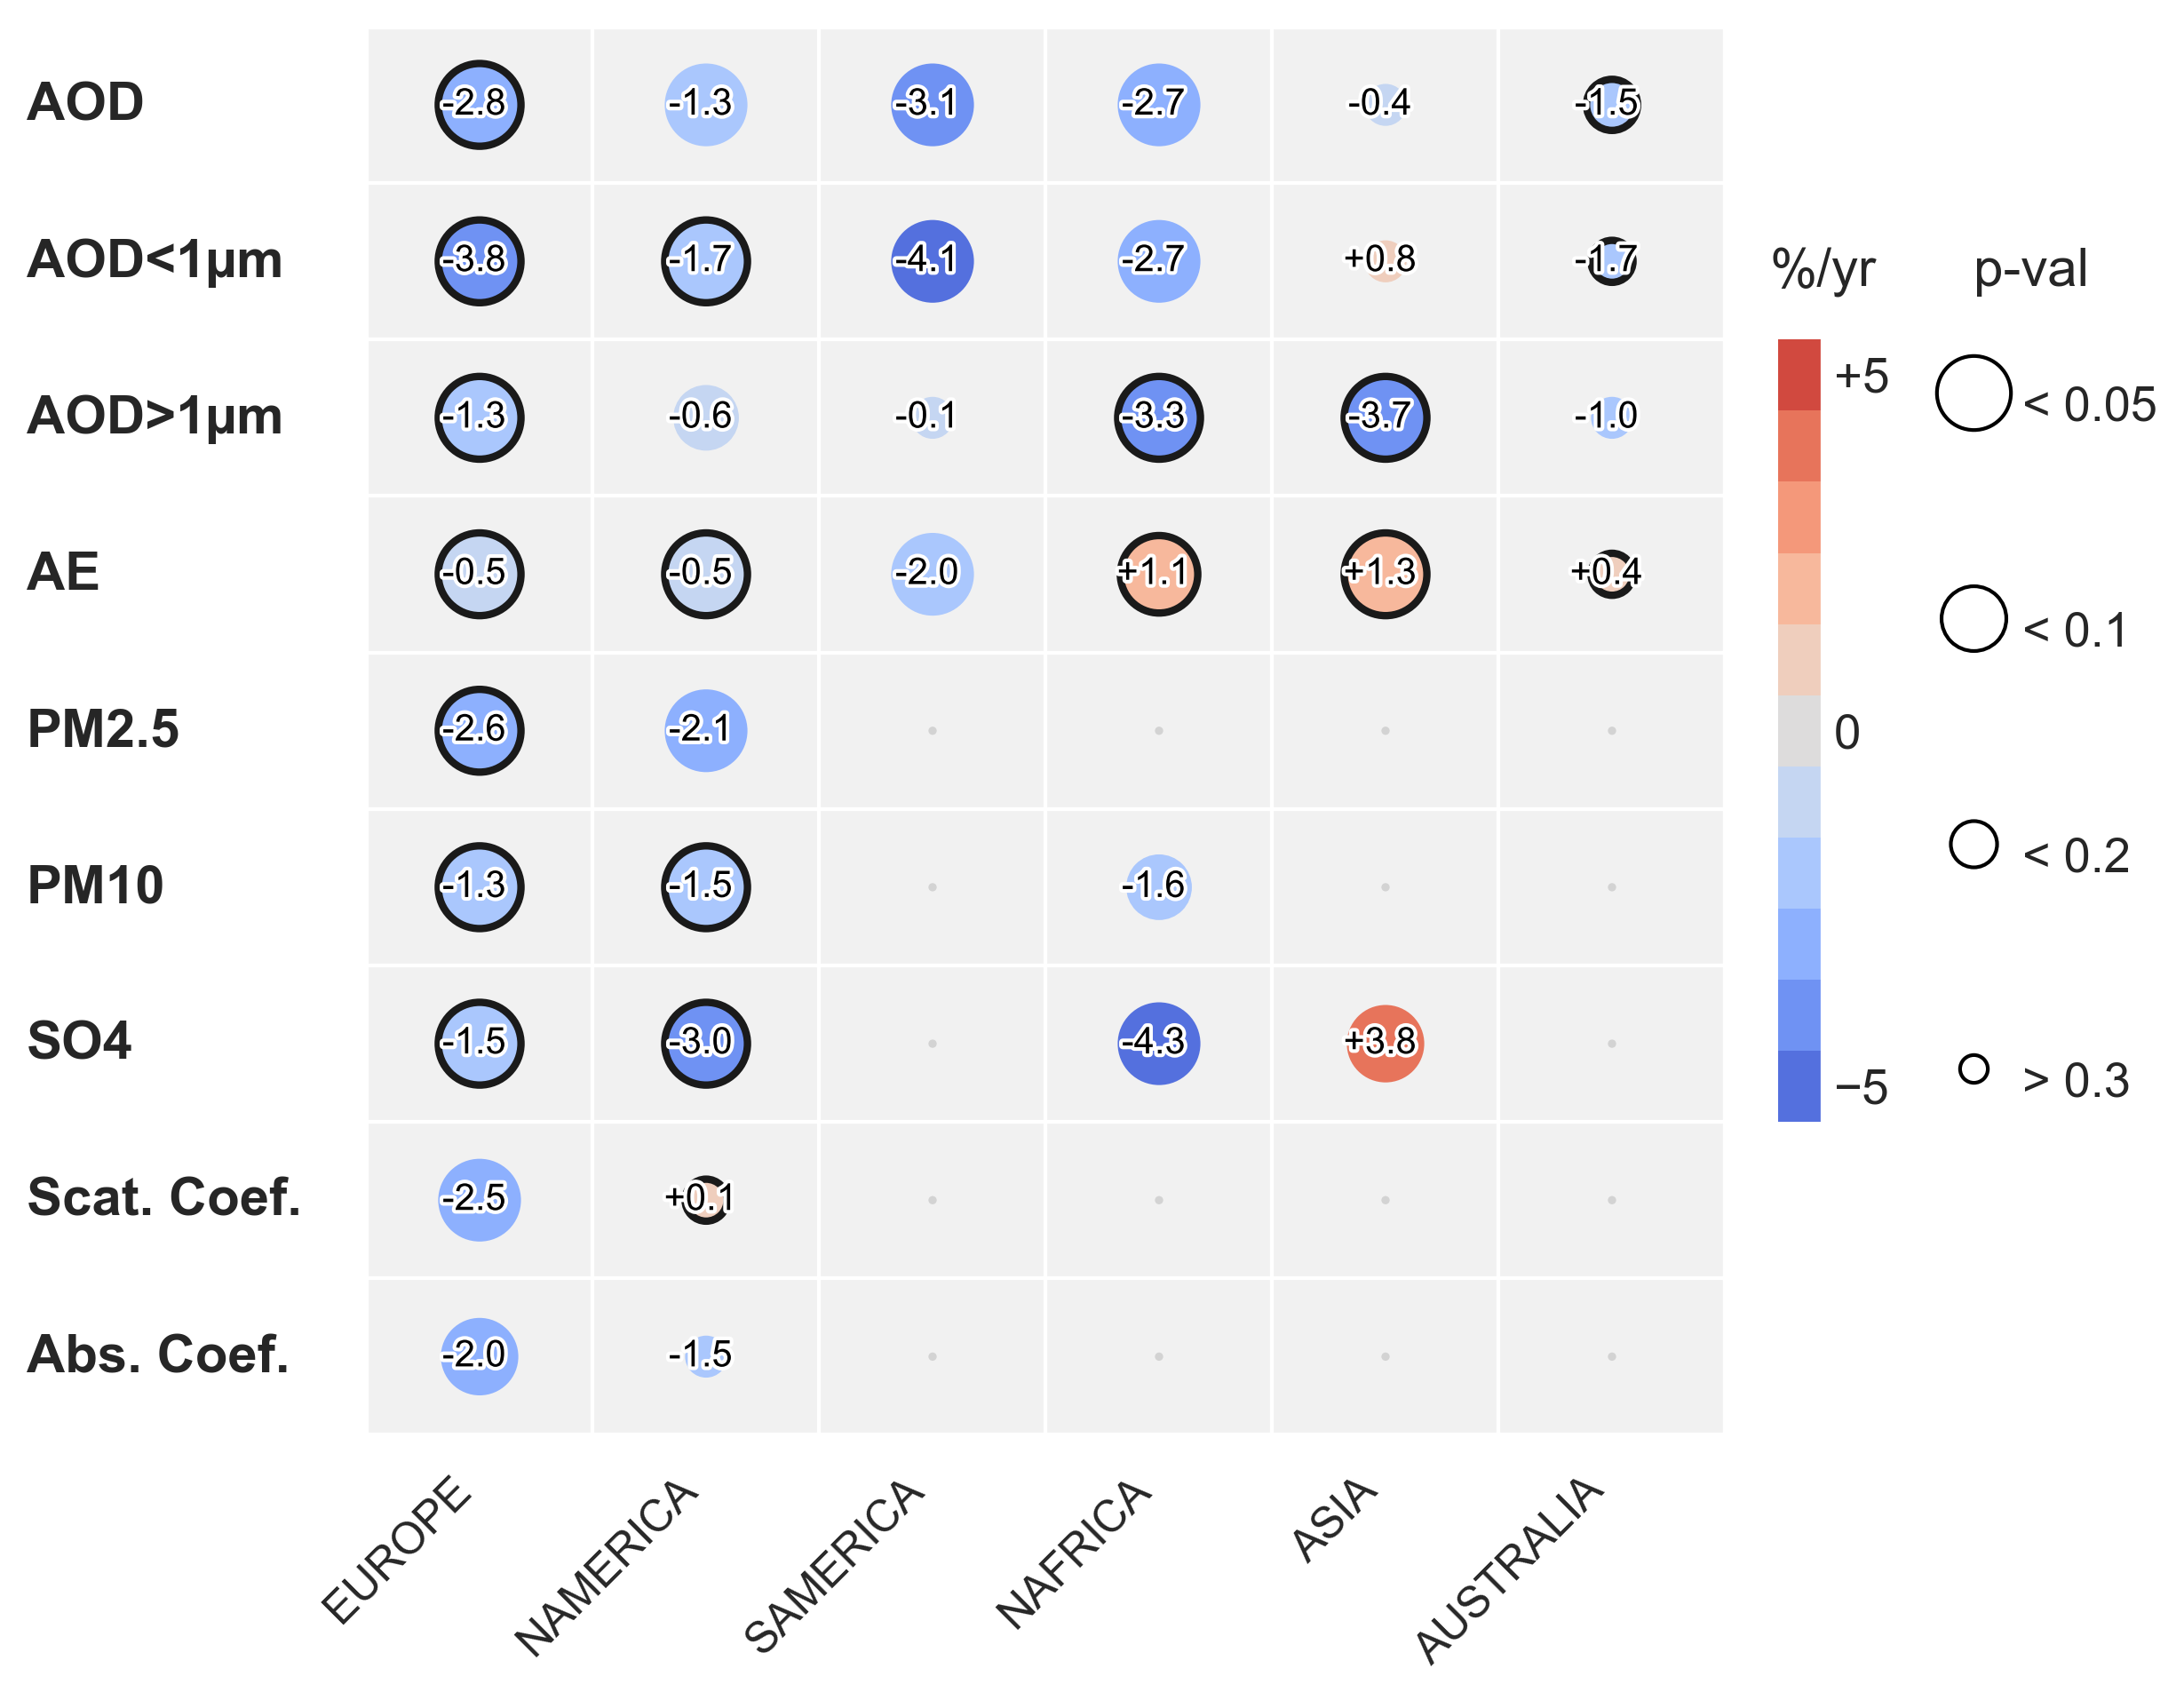 AOD -2.8 -1.3 -3.1 -2.7 -0.4 -1.5
AOD<1µm -3.8 -1.7 -4.1 -2.7 +0.8 -1.7
AOD>1µm -1.3 -0.6 -0.1 -3.3 -3.7 -1.0
AE -0.5 -0.5 -2.0 +1.1 +1.3 +0.4
PM2.5 -2.6 -2.1
PM10 -1.3 -1.5 -1.6
SO4 -1.5 -3.0 -4.3 +3.8
Scat. Coef. -2.5 +0.1
Abs. Coef. -2.0 -1.5
EUROPE NAMERICA SAMERICA NAFRICA ASIA AUSTRALIA
%/yr
+5
0
−5
p-val
< 0.05
< 0.1
< 0.2
> 0.3